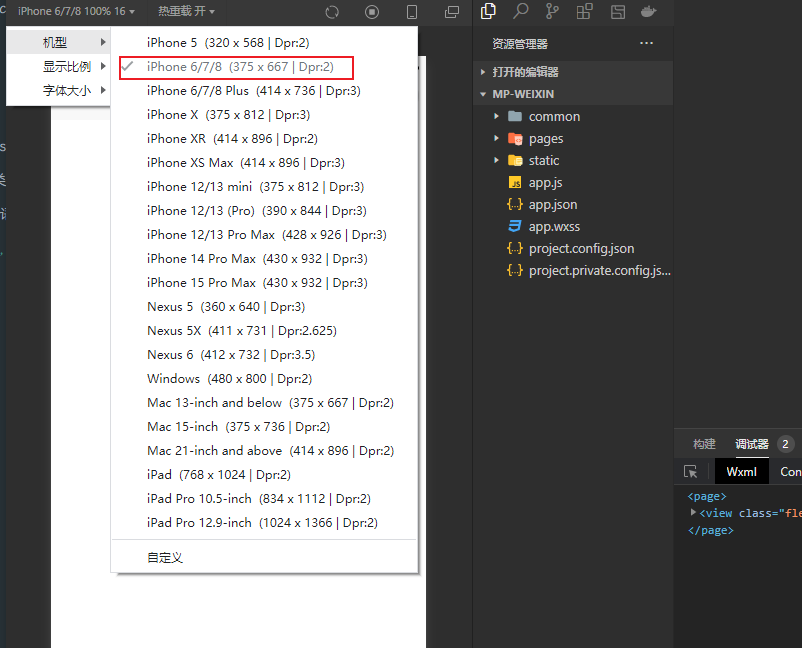 iPhone 6/7/8 100% 16
热重载 开
机型
显示比例
字体大小
iPhone 5 (320 x 568 | Dpr:2)
iPhone 6/7/8 (375 x 667 | Dpr:2)
iPhone 6/7/8 Plus (414 x 736 | Dpr:3)
iPhone X (375 x 812 | Dpr:3)
iPhone XR (414 x 896 | Dpr:2)
iPhone XS Max (414 x 896 | Dpr:3)
iPhone 12/13 mini (375 x 812 | Dpr:3)
iPhone 12/13 (Pro) (390 x 844 | Dpr:3)
iPhone 12/13 Pro Max (428 x 926 | Dpr:3)
iPhone 14 Pro Max (430 x 932 | Dpr:3)
iPhone 15 Pro Max (430 x 932 | Dpr:3)
Nexus 5 (360 x 640 | Dpr:3)
Nexus 5X (411 x 731 | Dpr:2.625)
Nexus 6 (412 x 732 | Dpr:3.5)
Windows (480 x 800 | Dpr:2)
Mac 13-inch and below (375 x 667 | Dpr:2)
Mac 15-inch (375 x 736 | Dpr:2)
Mac 21-inch and above (414 x 896 | Dpr:2)
iPad (768 x 1024 | Dpr:2)
iPad Pro 10.5-inch (834 x 1112 | Dpr:2)
iPad Pro 12.9-inch (1024 x 1366 | Dpr:2)
自定义
资源管理器
打开的编辑器
MP-WEIXIN
common
pages
static
JS app.js
{..} app.json
app.wxss
{..} project.config.json
{..} project.private.config.js...
构建
调试器 2
Wxml
Con
<page>
<view class="fle
</page>